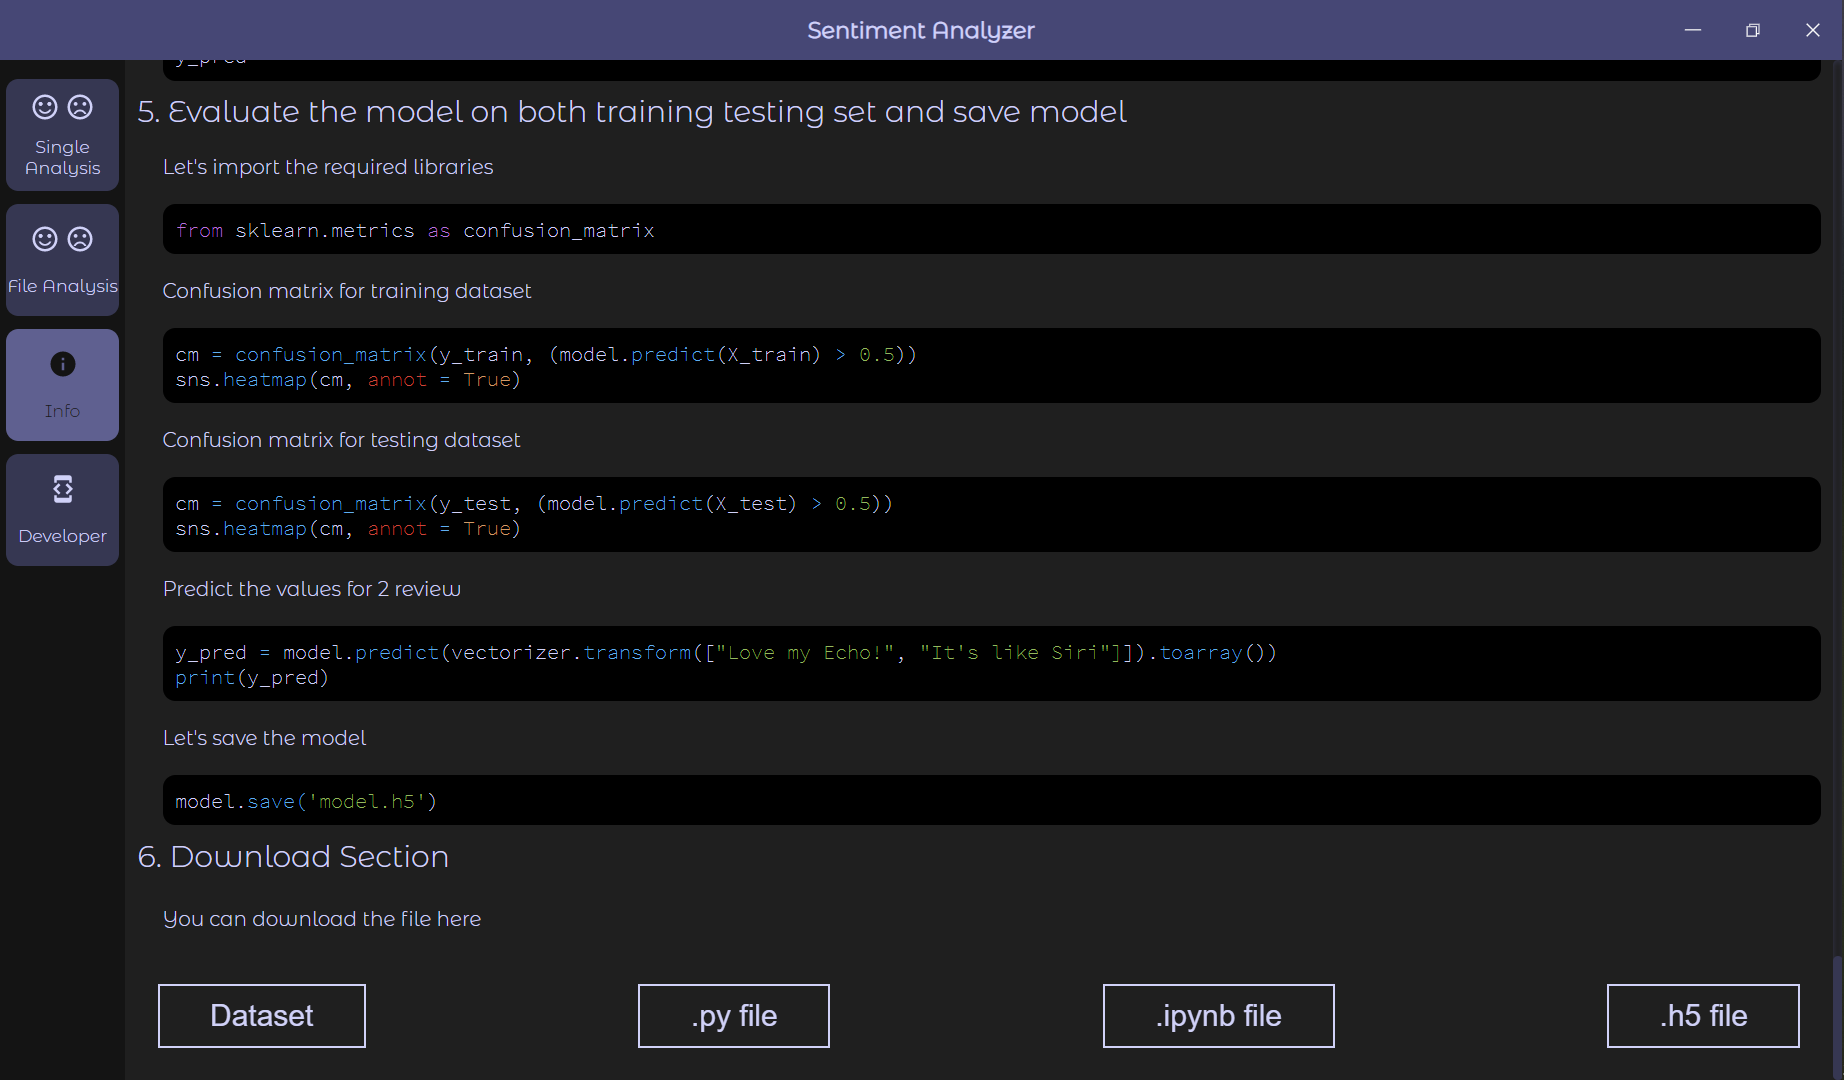 Sentiment Analyzer
Single
Analysis
File Analysis
Info
Developer
y_pred
5. Evaluate the model on both training testing set and save model
Let's import the required libraries
from sklearn.metrics as confusion_matrix
Confusion matrix for training dataset
cm = confusion_matrix(y_train, (model.predict(X_train) > 0.5))
sns.heatmap(cm, annot = True)
Confusion matrix for testing dataset
cm = confusion_matrix(y_test, (model.predict(X_test) > 0.5))
sns.heatmap(cm, annot = True)
Predict the values for 2 review
y_pred = model.predict(vectorizer.transform(["Love my Echo!", "It's like Siri"]]).toarray())
print(y_pred)
Let's save the model
model.save('model.h5')
6. Download Section
You can download the file here
Dataset
.py file
.ipynb file
.h5 file